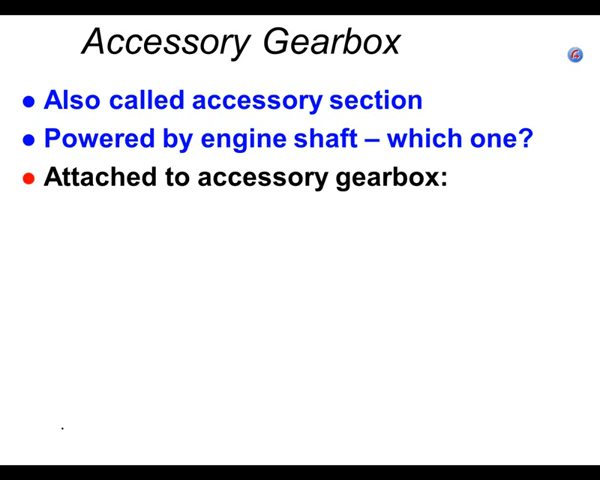 Accessory Gearbox
● Also called accessory section
● Powered by engine shaft – which one?
● Attached to accessory gearbox:
.